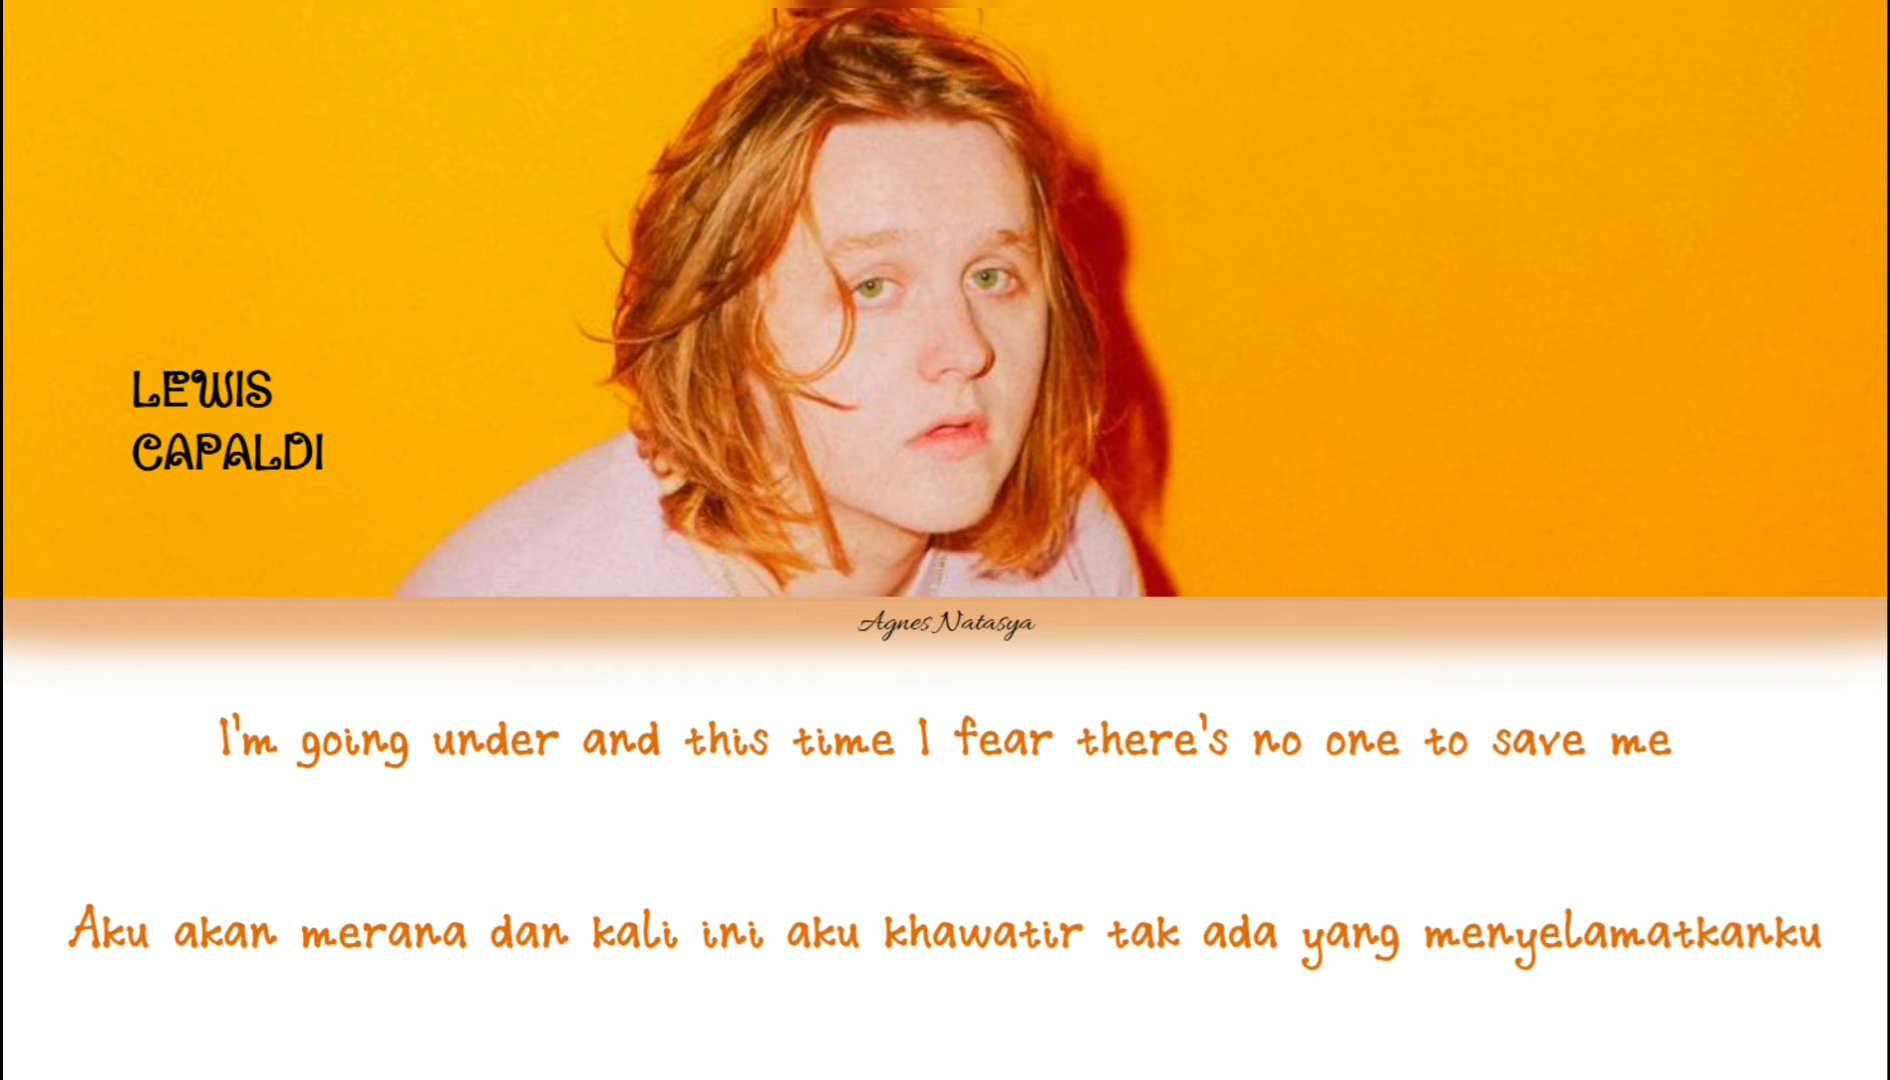 LEWIS
CAPALDI
Agnes Natasya
I'm going under and this time I fear there's no one to save me
Aku akan merana dan kali ini aku khawatir tak ada yang menyelamatkanku